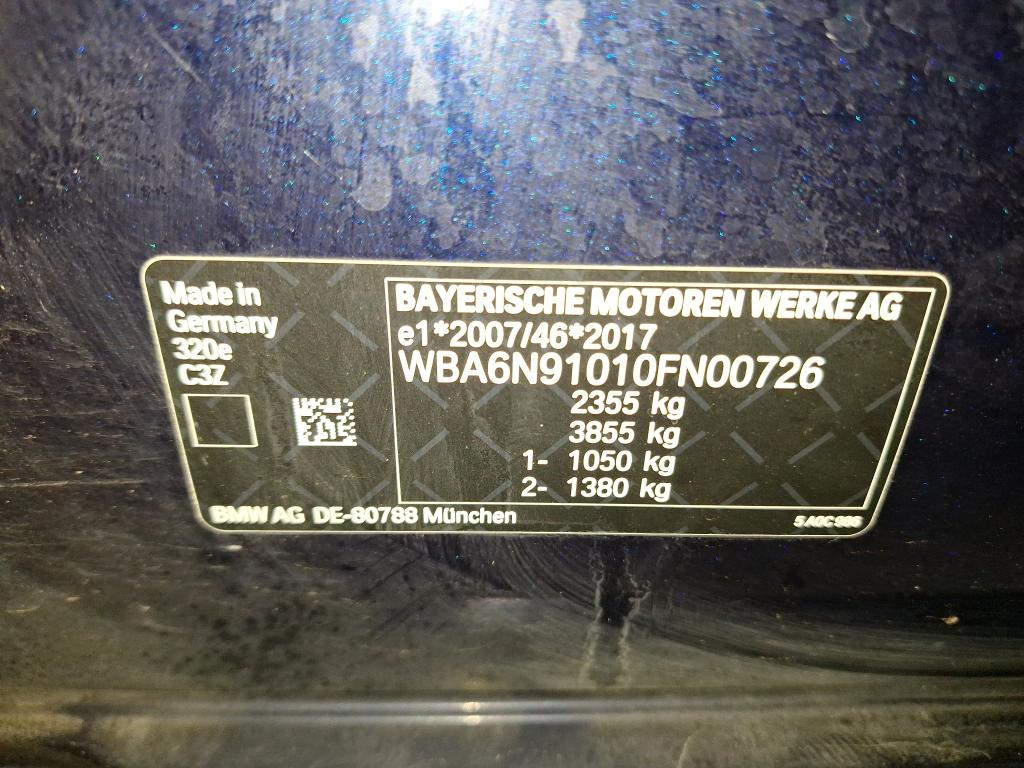 Made in
Germany
320e
C3Z
BMW AG DE-80788 München
BAYERISCHE MOTOREN WERKE AG
e1*2007/46*2017
WBA6N91010FN00726
2355 kg
3855 kg
1- 1050 kg
2- 1380 kg